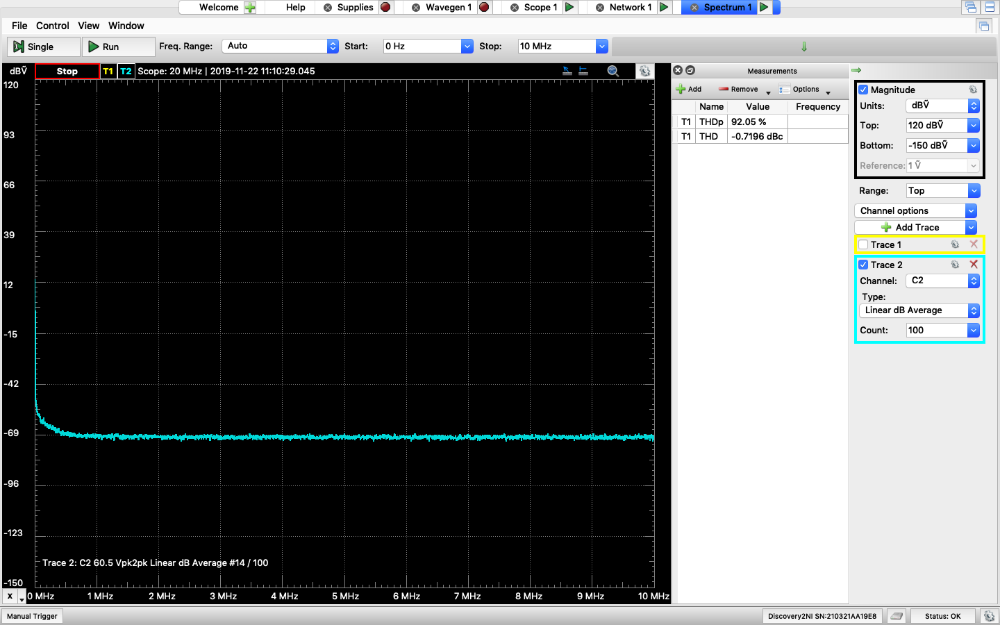 Welcome Help Supplies Wavegen 1 Scope 1 Network 1 Spectrum 1
File Control View Window
Single Run Freq. Range: Auto Start: 0 Hz Stop: 10 MHz
dBṼ Stop T1 T2 Scope: 20 MHz | 2019-11-22 11:10:29.045
120
93
66
39
12
-15
-42
-69
-96
-123
-150
Trace 2: C2 60.5 Vpk2pk Linear dB Average #14 / 100
X 0 MHz 1 MHz 2 MHz 3 MHz 4 MHz 5 MHz 6 MHz 7 MHz 8 MHz 9 MHz 10 MHz
Measurements
Add Remove Options
Name Value Frequency
T1 THDp 92.05 %
T1 THD -0.7196 dBc
Magnitude
Units: dBṼ
Top: 120 dBṼ
Bottom: -150 dBṼ
Reference: 1 Ṽ
Range: Top
Channel options
Add Trace
Trace 1
Trace 2
Channel: C2
Type:
Linear dB Average
Count: 100
Manual Trigger Discovery2NI SN:210321AA19E8 Status: OK